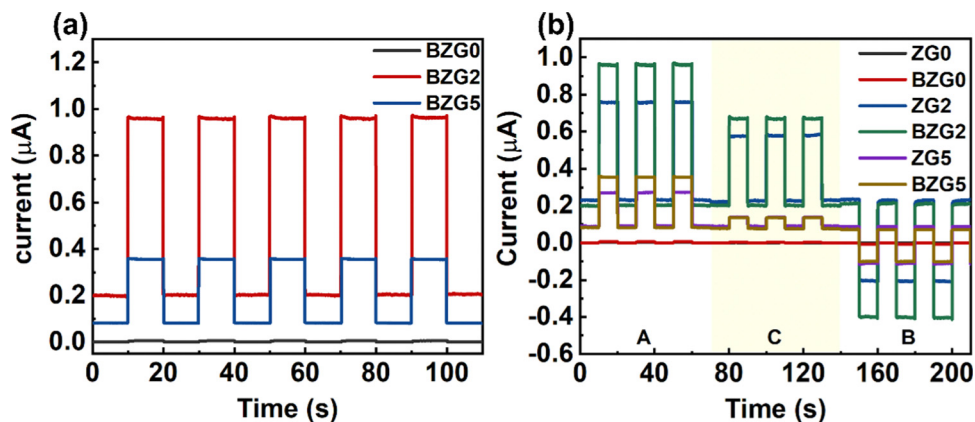 (a)
BZG0
BZG2
BZG5
current (μA)
1.2
1.0
0.8
0.6
0.4
0.2
0.0
0 20 40 60 80 100
Time (s)
(b)
ZG0
BZG0
ZG2
BZG2
ZG5
BZG5
Current (μA)
1.0
0.8
0.6
0.4
0.2
0.0
-0.2
-0.4
-0.6
A C B
0 40 80 120 160 200
Time (s)